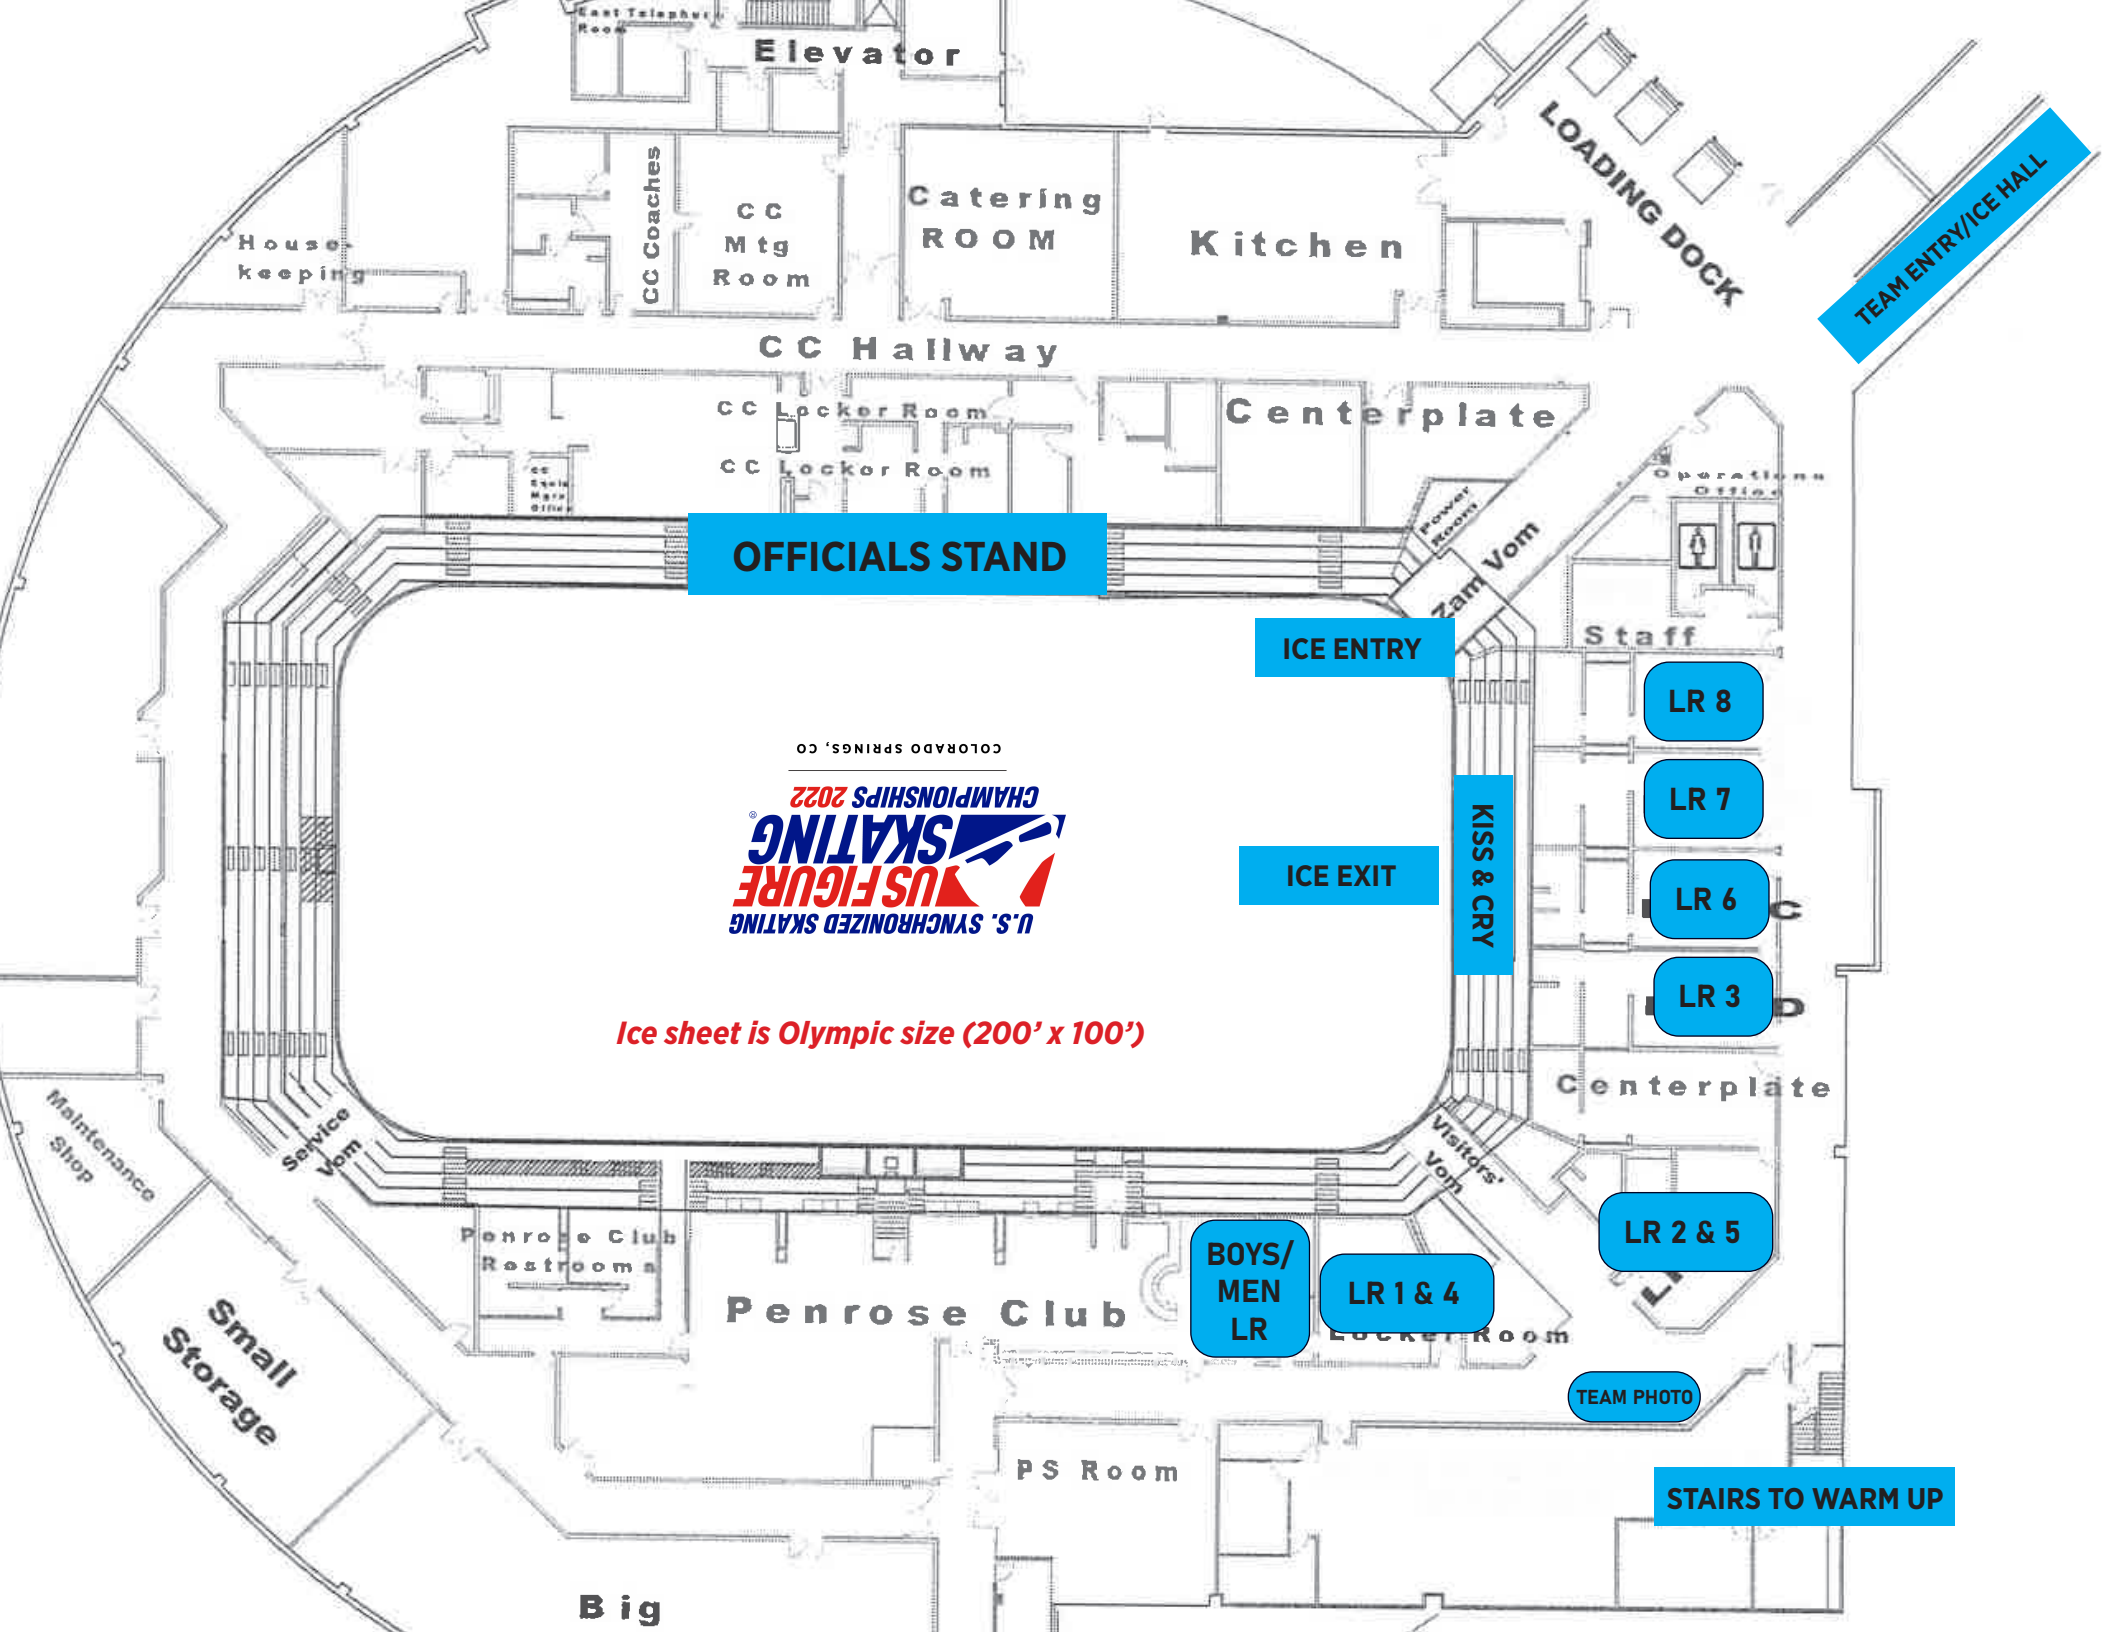 East Telephone
Room
Elevator
LOADING DOCK
TEAM ENTRY/ICE HALL
CC Coaches
CC
Mtg
Room
Catering
ROOM
Kitchen
House-
keeping
CC Hallway
CC Locker Room
CC Locker Room
Centerplate
CC
Equip
Mgrs
Office
Power
Room
Operations
Office
OFFICIALS STAND
Zam Vom
ICE ENTRY
Staff
LR 8
COLORADO SPRINGS, CO
CHAMPIONSHIPS 2022
SKATING®
US FIGURE
U.S. SYNCHRONIZED SKATING
LR 7
ICE EXIT
KISS & CRY
LR 6
C
LR 3
D
Ice sheet is Olympic size (200’ x 100’)
Centerplate
Maintenance
Shop
Service
Vom
Visitors'
Vom
LR 2 & 5
Penrose Club
Restrooms
BOYS/
MEN
LR
LR 1 & 4
Locker Room
Penrose Club
Small
Storage
TEAM PHOTO
PS Room
STAIRS TO WARM UP
Big